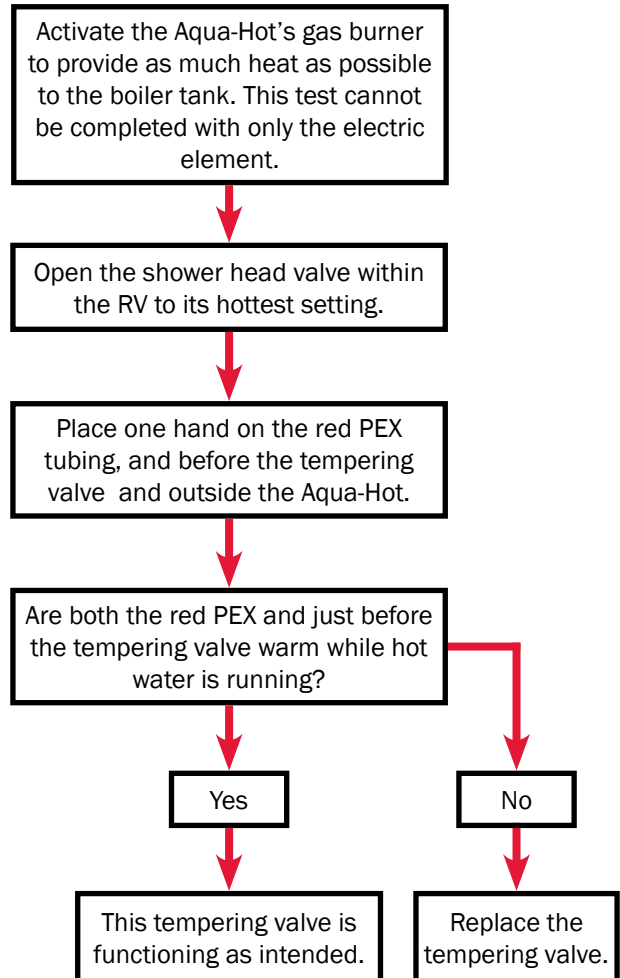 Activate the Aqua-Hot's gas burner
to provide as much heat as possible
to the boiler tank. This test cannot
be completed with only the electric
element.
Open the shower head valve within
the RV to its hottest setting.
Place one hand on the red PEX
tubing, and before the tempering
valve and outside the Aqua-Hot.
Are both the red PEX and just before
the tempering valve warm while hot
water is running?
Yes
No
This tempering valve is
functioning as intended.
Replace the
tempering valve.